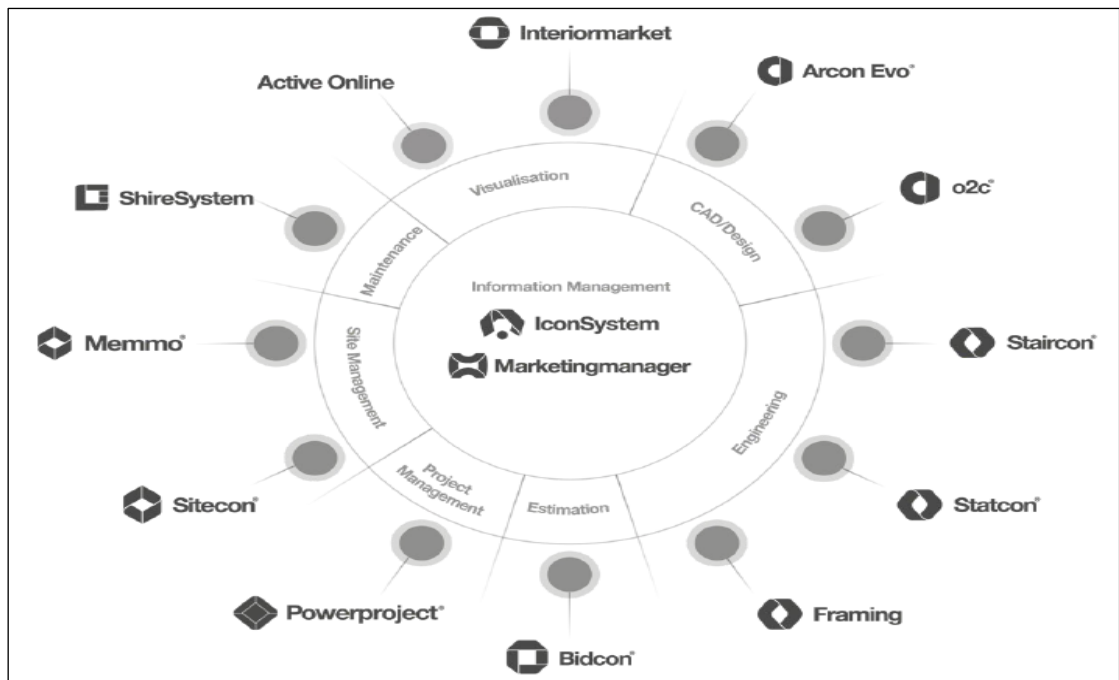 Interiormarket
Arcon Evo®
Active Online
Visualisation
o2c®
ShireSystem
CAD/Design
Maintenance
Information Management
IconSystem
Memmo®
Staircon®
Marketingmanager
Site Management
Engineering
Project
Management
Sitecon®
Statcon®
Estimation
Powerproject®
Framing
Bidcon®